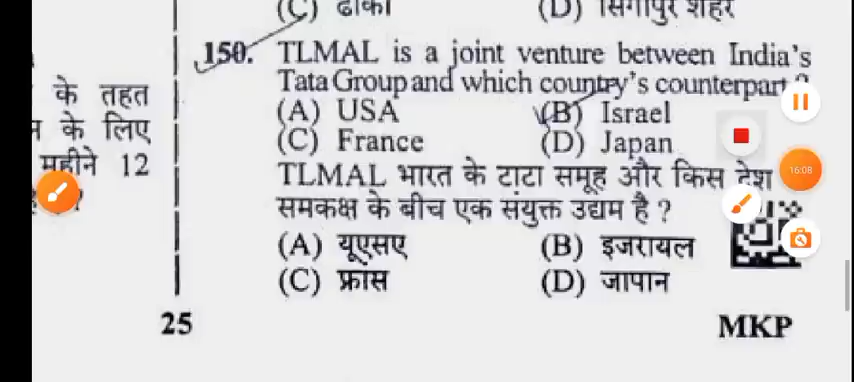 (C) ढाका
(D) सिंगापुर शहर
के तहत
के लिए
महीने 12
150. TLMAL is a joint venture between India's
Tata Group and which country's counterpart ?
(A) USA
(B) Israel
(C) France
(D) Japan
TLMAL भारत के टाटा समूह और किस देश
समकक्ष के बीच एक संयुक्त उद्यम है ?
(A) यूएसए
(B) इजरायल
(C) फ्रांस
(D) जापान
25
MKP
16:08